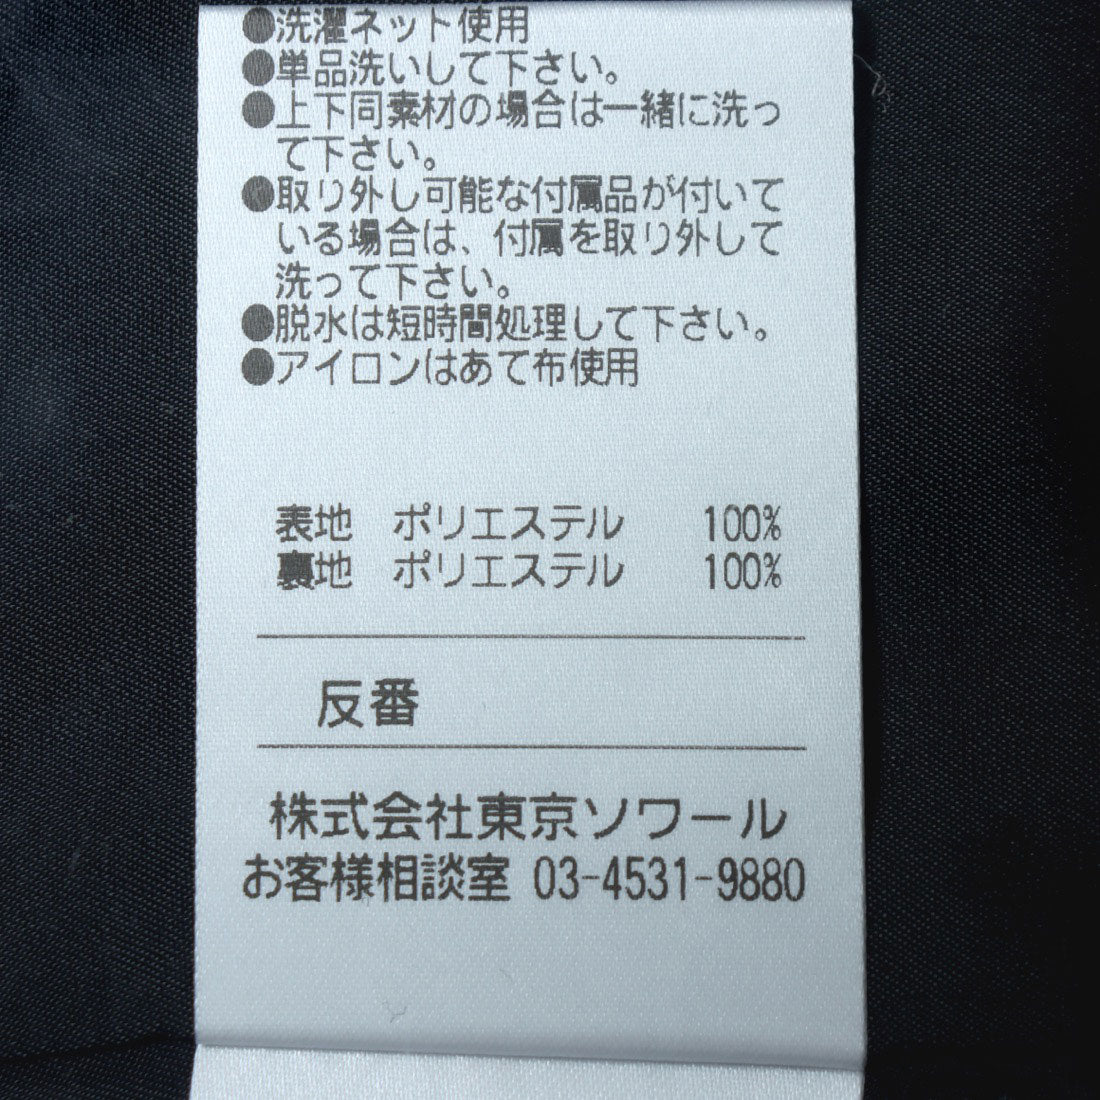 ●洗濯ネット使用
●単品洗いして下さい。
●上下同素材の場合は一緒に洗っ
て下さい。
●取り外し可能な付属品が付いて
いる場合は、付属を取り外して
洗って下さい。
●脱水は短時間処理して下さい。
●アイロンはあて布使用
表地 ポリエステル 100%
裏地 ポリエステル 100%
反番
株式会社東京ソワール
お客様相談室 03-4531-9880